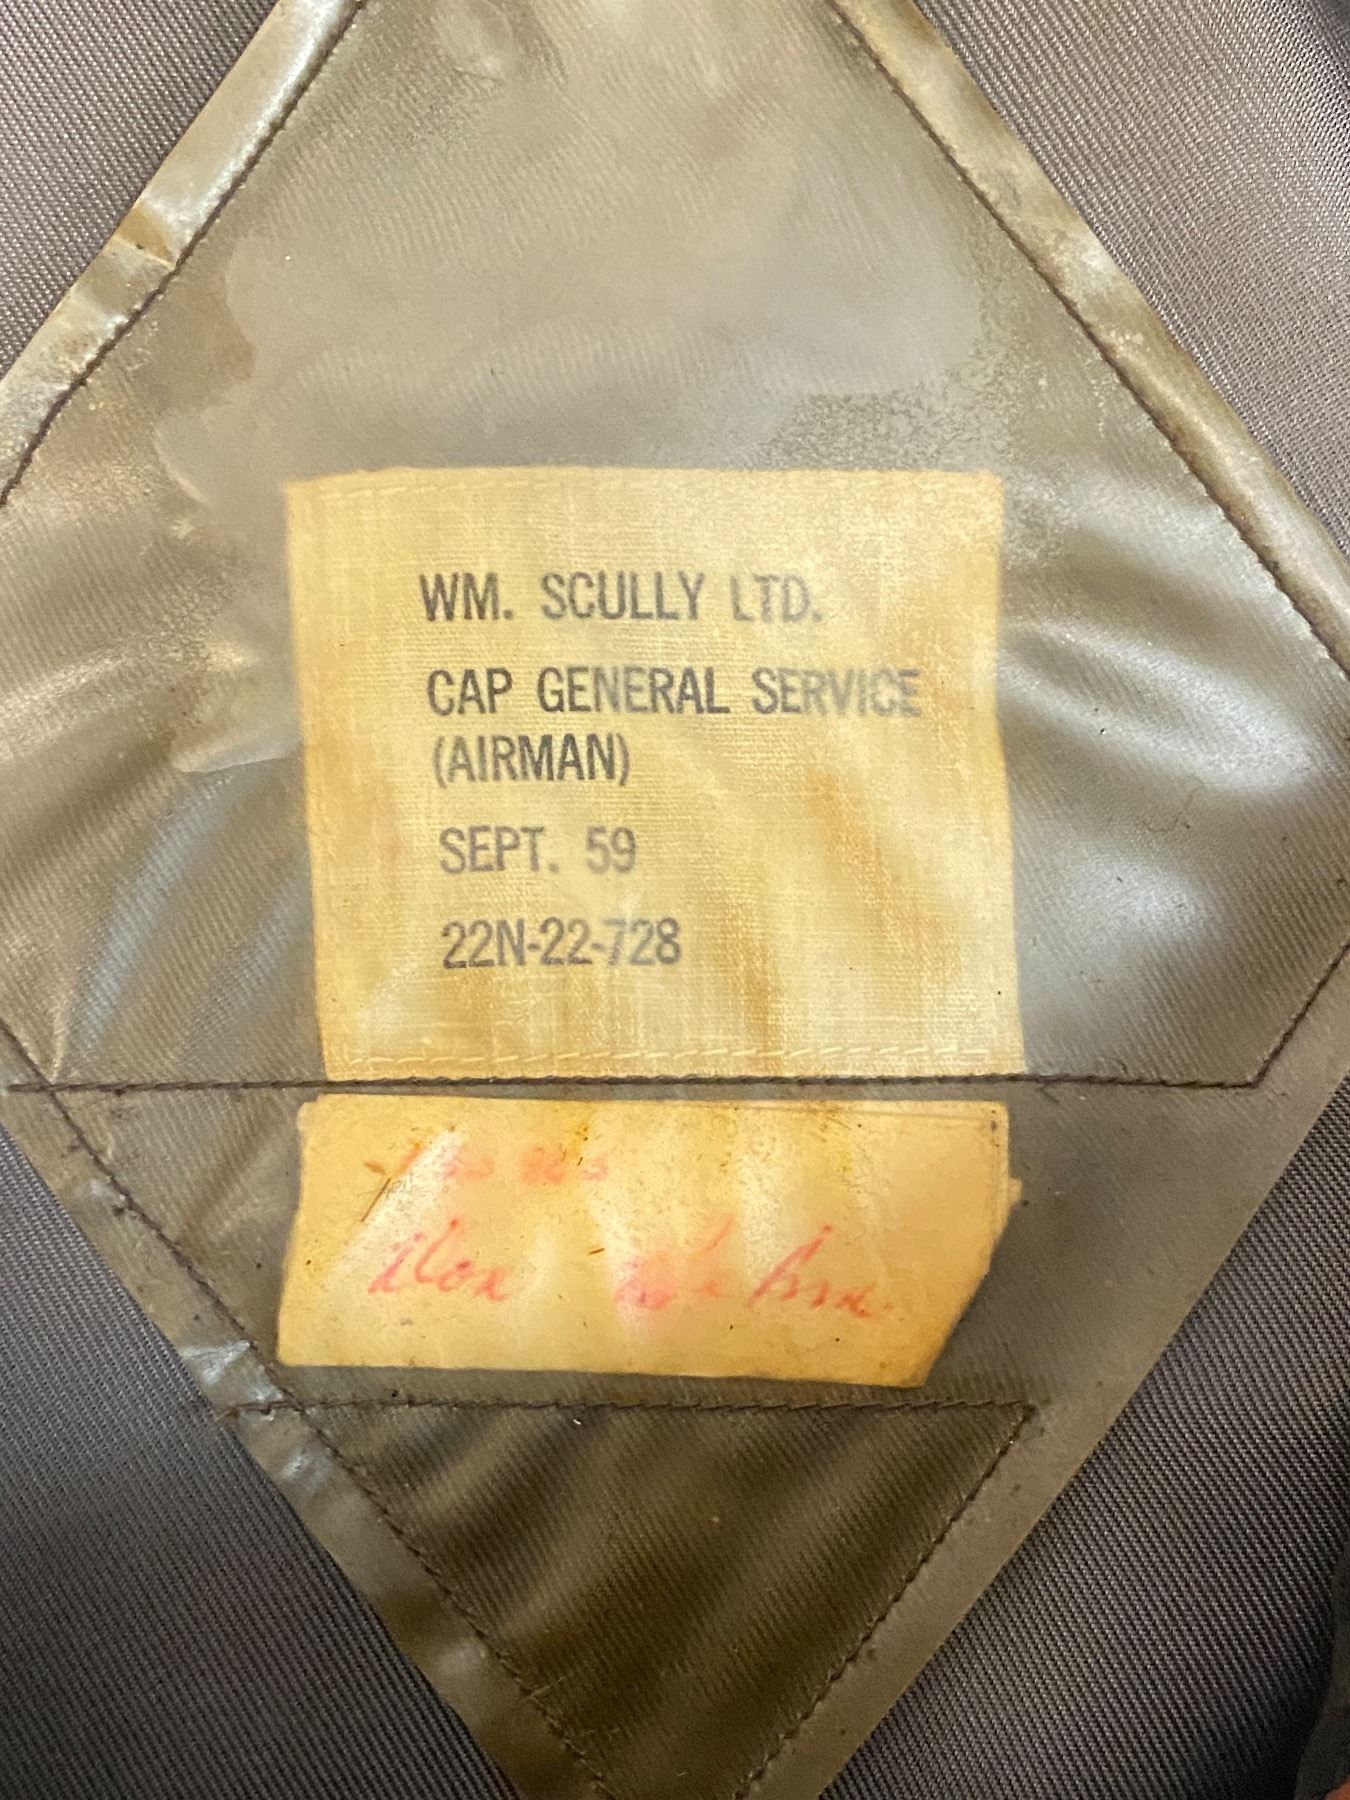 WM. SCULLY LTD.
CAP GENERAL SERVICE
(AIRMAN)
SEPT. 59
22N-22-728